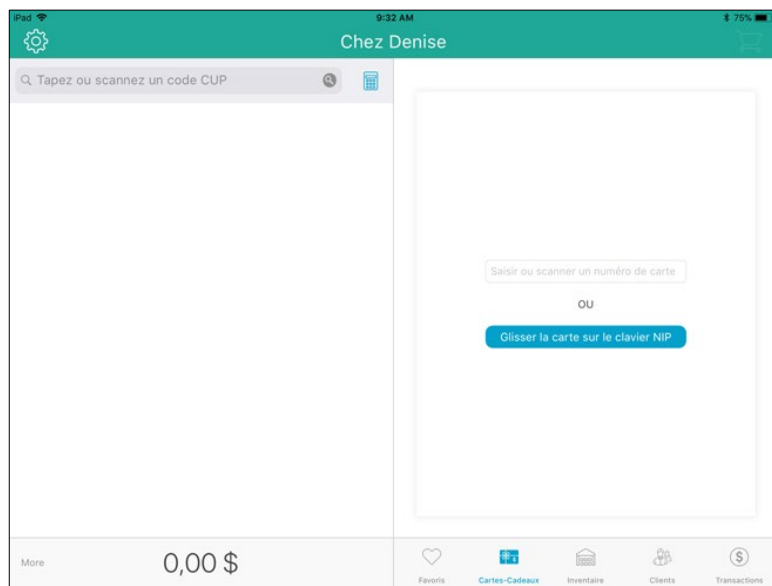 iPad 9:32 AM 75%
Chez Denise
Tapez ou scannez un code CUP
Saisir ou scanner un numéro de carte
OU
Glisser la carte sur le clavier NIP
More 0,00 $
Favoris Cartes-Cadeaux Inventaire Clients Transactions